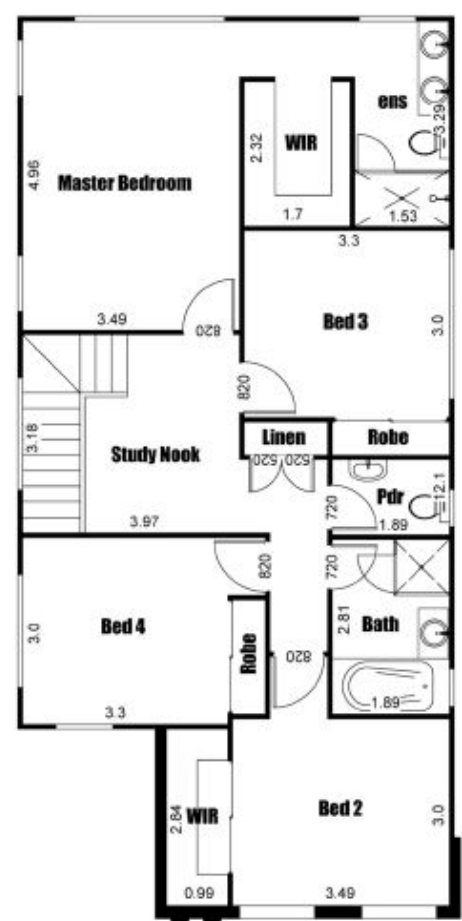 ens
3.29
WIR
2.32
4.96
Master Bedroom
1.7
1.53
3.3
3.49
820
Bed 3
3.0
820
3.18
Study Nook
Linen
Robe
520
520
Pdr
12.1
720
1.89
3.97
820
720
Bed 4
3.0
2.81
Bath
Robe
820
1.89
3.3
2.84
WIR
Bed 2
3.0
0.99
3.49